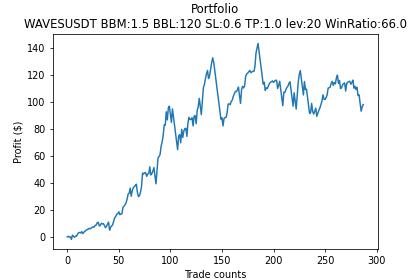 Portfolio
WAVESUSDT BBM:1.5 BBL:120 SL:0.6 TP:1.0 lev:20 WinRatio:66.0
140
120
100
80
60
40
20
0
Profit ($)
0 50 100 150 200 250 300
Trade counts